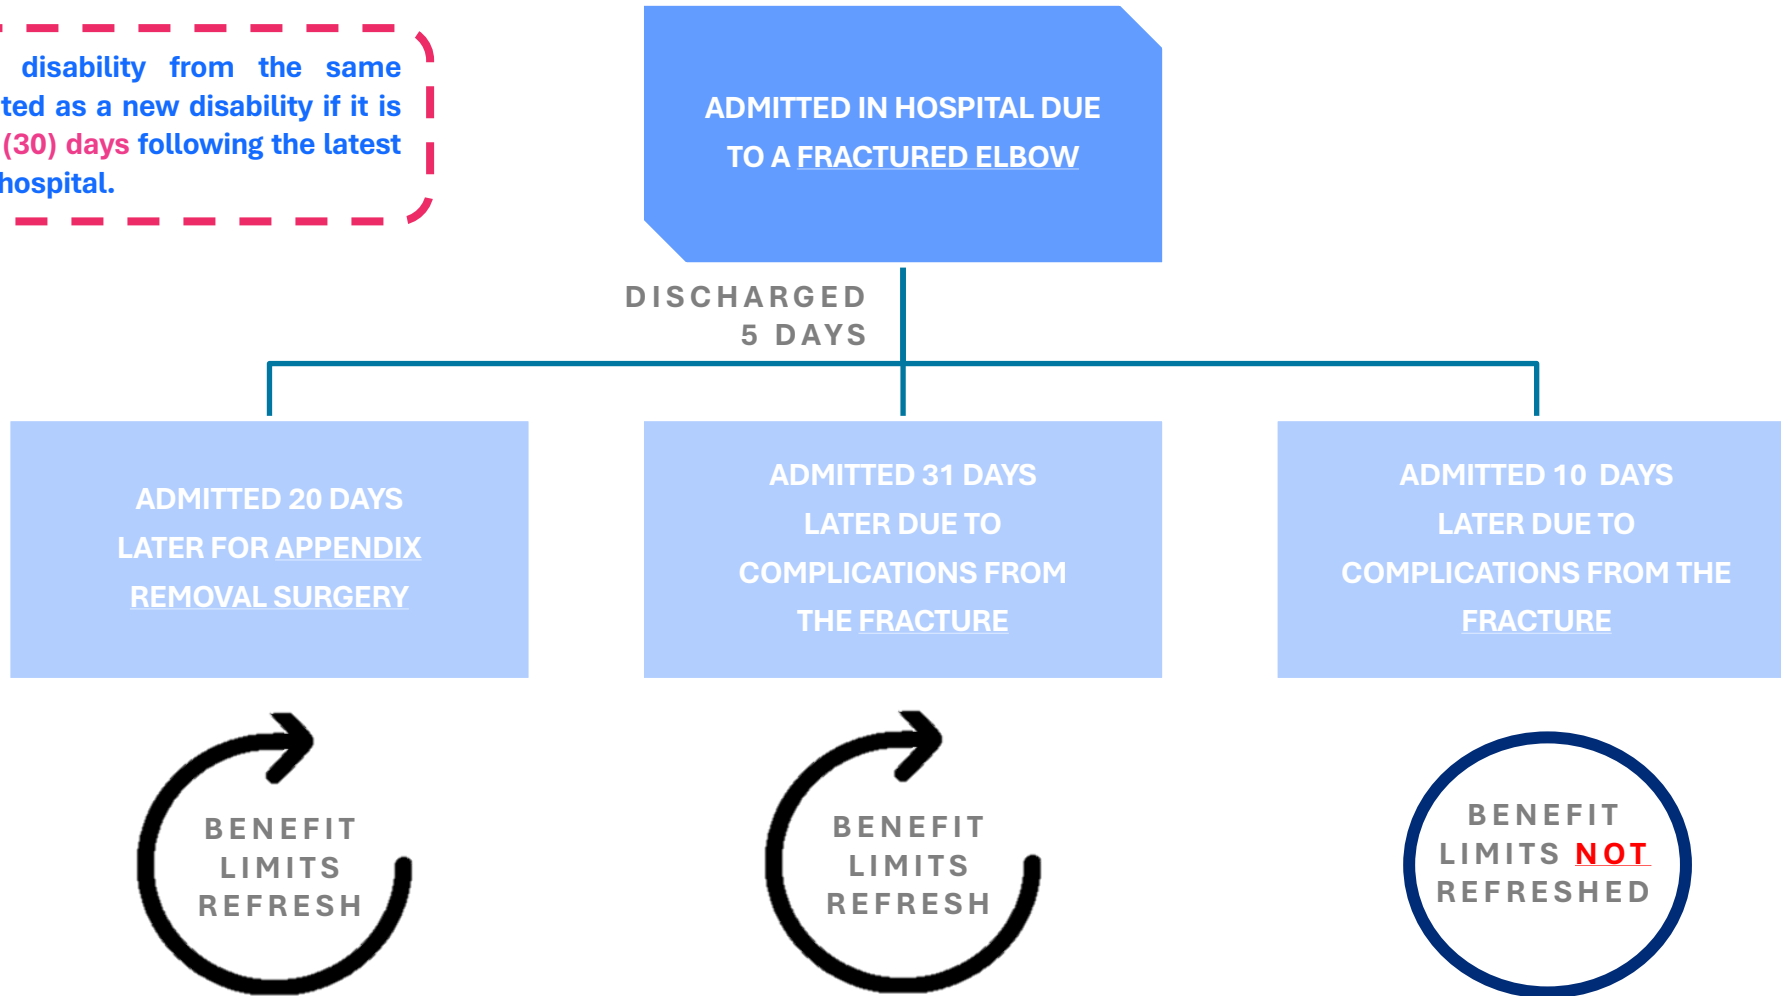 disability from the same
ted as a new disability if it is
(30) days following the latest
hospital.
ADMITTED IN HOSPITAL DUE
TO A FRACTURED ELBOW
DISCHARGED
5 DAYS
ADMITTED 20 DAYS
LATER FOR APPENDIX
REMOVAL SURGERY
ADMITTED 31 DAYS
LATER DUE TO
COMPLICATIONS FROM
THE FRACTURE
ADMITTED 10 DAYS
LATER DUE TO
COMPLICATIONS FROM THE
FRACTURE
BENEFIT
LIMITS
REFRESH
BENEFIT
LIMITS
REFRESH
BENEFIT
LIMITS NOT
REFRESHED